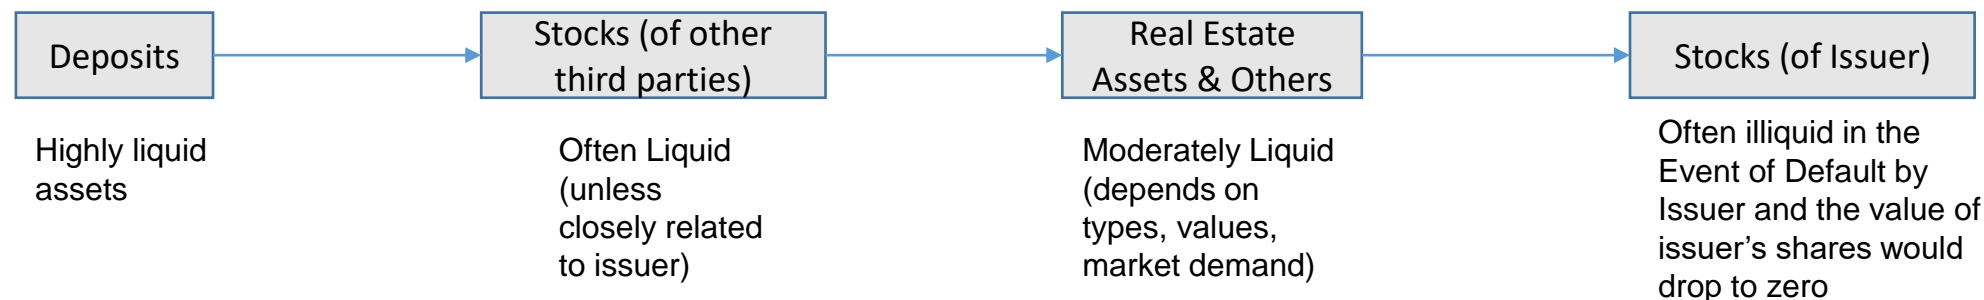 Deposits
Stocks (of other
third parties)
Real Estate
Assets & Others
Stocks (of Issuer)
Highly liquid
assets
Often Liquid
(unless
closely related
to issuer)
Moderately Liquid
(depends on
types, values,
market demand)
Often illiquid in the
Event of Default by
Issuer and the value of
issuer’s shares would
drop to zero